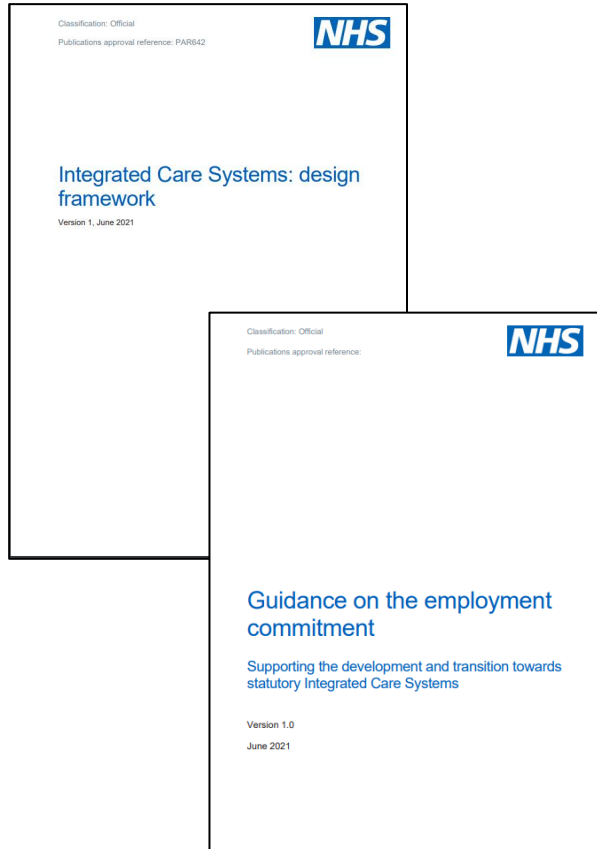 Classification: Official
Publications approval reference: PAR642
NHS
Integrated Care Systems: design
framework
Version 1, June 2021
Classification: Official
Publications approval reference:
NHS
Guidance on the employment
commitment
Supporting the development and transition towards
statutory Integrated Care Systems
Version 1.0
June 2021